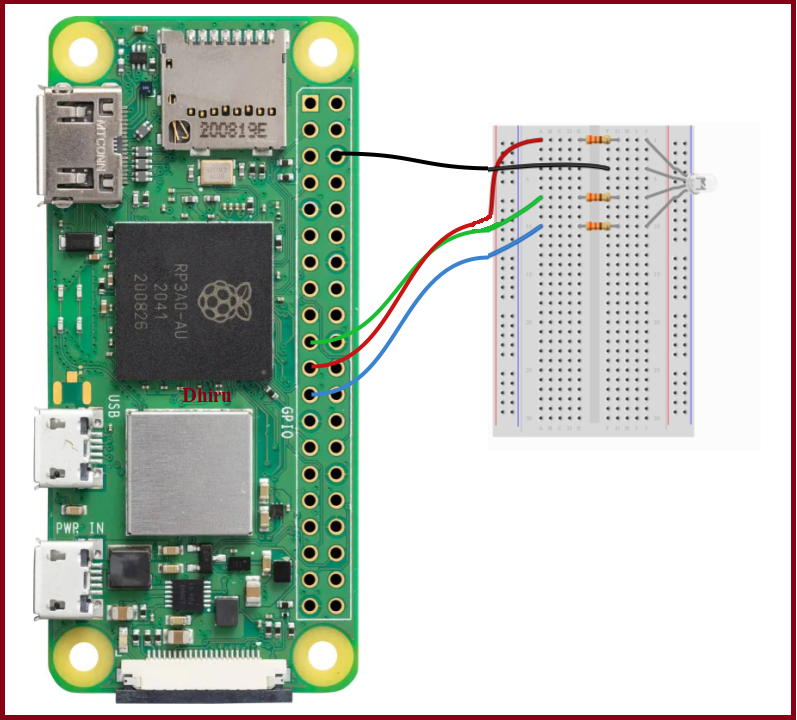 200819E
MTCONN
RP3A0-AU
2041
200826
Dhiru
USB
GPIO
PWR IN